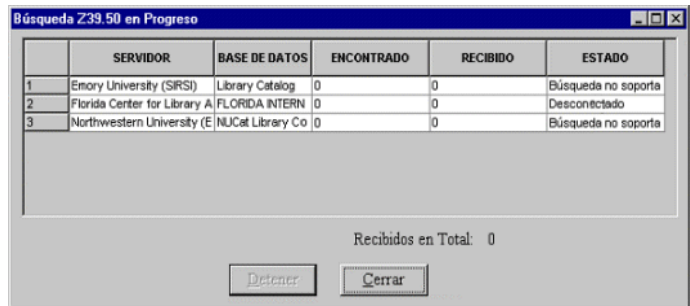 Búsqueda Z39.50 en Progreso
SERVIDOR BASE DE DATOS ENCONTRADO RECIBIDO ESTADO
1 Emory University (SIRSI) Library Catalog 0 0 Búsqueda no soporta
2 Florida Center for Library A FLORIDA INTERN 0 0 Desconectado
3 Northwestern University (E NUCat Library Co 0 0 Búsqueda no soporta
Recibidos en Total: 0
Detener Cerrar